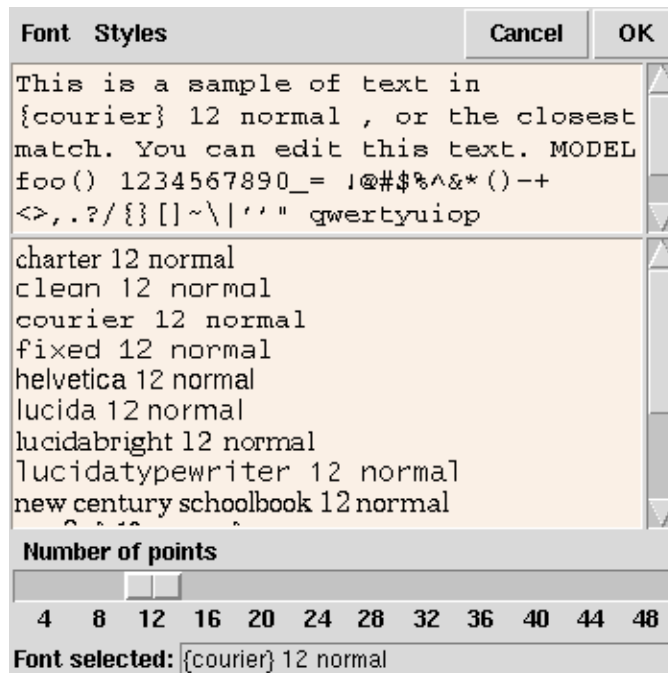 Font Styles Cancel OK
This is a sample of text in
{courier} 12 normal , or the closest
match. You can edit this text. MODEL
foo() 1234567890_= !@#$%^&*()-+
<>,.?/{}[]~\|''" qwertyuiop
charter 12 normal
clean 12 normal
courier 12 normal
fixed 12 normal
helvetica 12 normal
lucida 12 normal
lucidabright 12 normal
lucidatypewriter 12 normal
new century schoolbook 12 normal
Number of points
4 8 12 16 20 24 28 32 36 40 44 48
Font selected: {courier} 12 normal